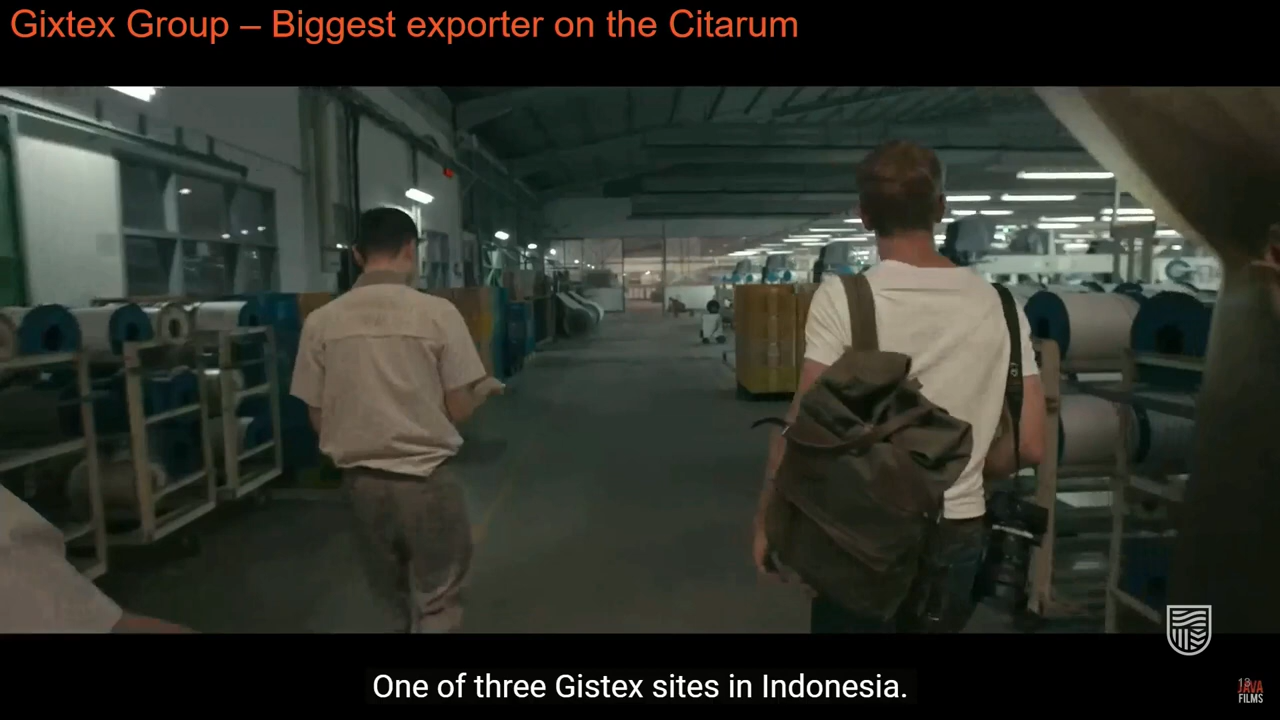 Gixtex Group – Biggest exporter on the Citarum
One of three Gistex sites in Indonesia.
JAVA
FILMS